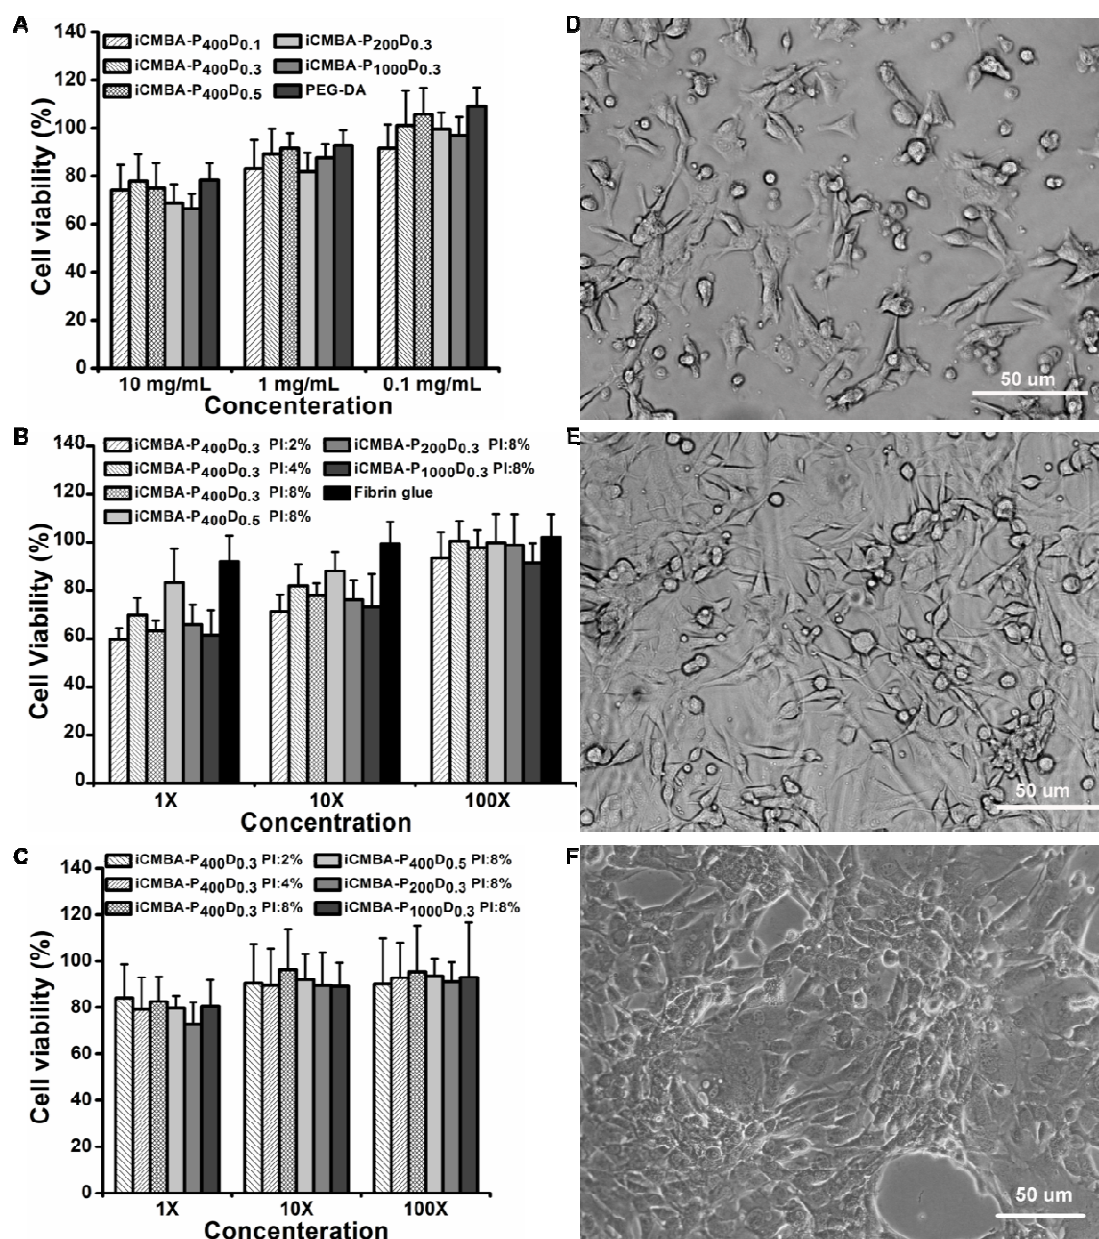 A
140
120
100
80
60
40
20
0
Cell viability (%)
iCMBA-P400D0.1
iCMBA-P400D0.3
iCMBA-P400D0.5
iCMBA-P200D0.3
iCMBA-P1000D0.3
PEG-DA
10 mg/mL 1 mg/mL 0.1 mg/mL
Concenteration
B
140
120
100
80
60
40
20
0
Cell Viability (%)
iCMBA-P400D0.3 PI:2%
iCMBA-P400D0.3 PI:4%
iCMBA-P400D0.3 PI:8%
iCMBA-P400D0.5 PI:8%
iCMBA-P200D0.3 PI:8%
iCMBA-P1000D0.3 PI:8%
Fibrin glue
1X 10X 100X
Concentration
C
140
120
100
80
60
40
20
0
Cell viability (%)
iCMBA-P400D0.3 PI:2%
iCMBA-P400D0.3 PI:4%
iCMBA-P400D0.3 PI:8%
iCMBA-P400D0.5 PI:8%
iCMBA-P200D0.3 PI:8%
iCMBA-P1000D0.3 PI:8%
1X 10X 100X
Concentration
D
50 um
E
50 um
F
50 um